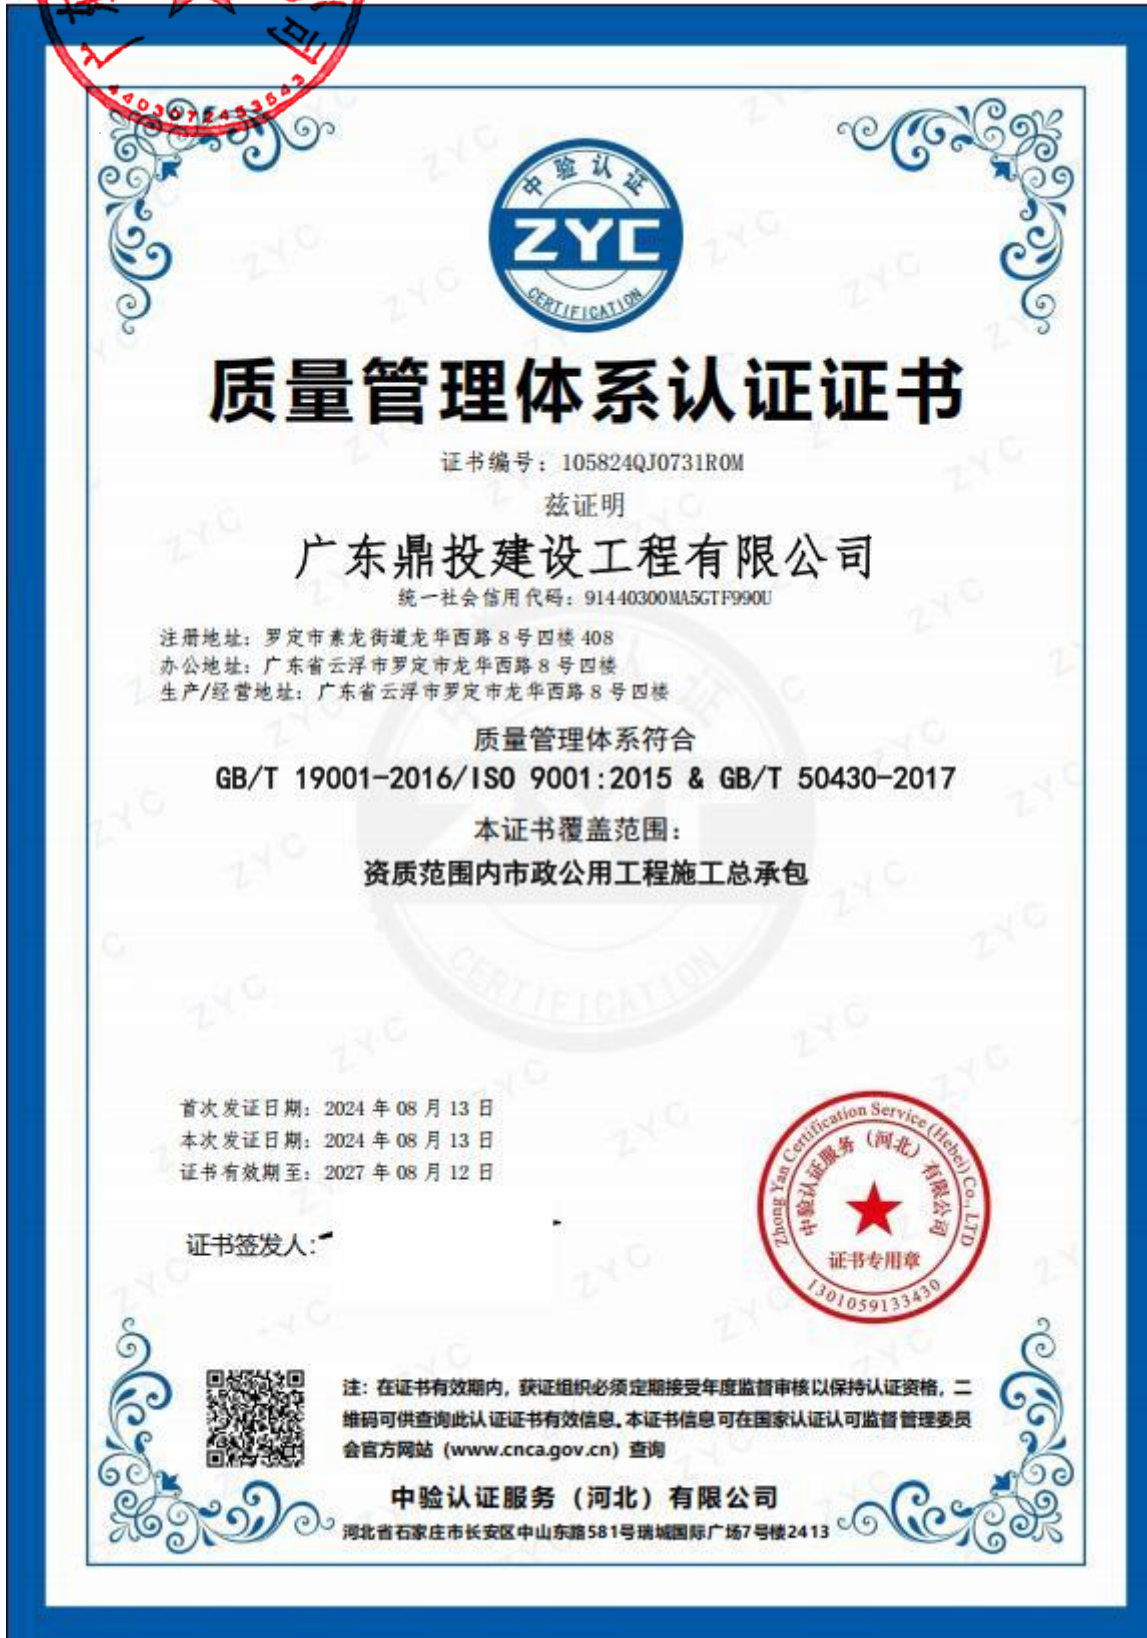 4403072453543
中验认证
ZYC
CERTIFICATION
质量管理体系认证证书
证书编号：105824QJ0731R0M
兹证明
广东鼎投建设工程有限公司
统一社会信用代码：91440300MA5GTF990U
注册地址：罗定市素龙街道龙华西路8号四楼408
办公地址：广东省云浮市罗定市龙华西路8号四楼
生产/经营地址：广东省云浮市罗定市龙华西路8号四楼
质量管理体系符合
GB/T 19001-2016/ISO 9001:2015 & GB/T 50430-2017
本证书覆盖范围：
资质范围内市政公用工程施工总承包
首次发证日期：2024年08月13日
本次发证日期：2024年08月13日
证书有效期至：2027年08月12日
证书签发人：
Zhong Yan Certification Service (Hebei) Co., LTD
中验认证服务（河北）有限公司
证书专用章
1301059133430
注：在证书有效期内，获证组织必须定期接受年度监督审核以保持认证资格，二
维码可供查询此认证证书有效信息。本证书信息可在国家认证认可监督管理委员
会官方网站（www.cnca.gov.cn）查询
中验认证服务（河北）有限公司
河北省石家庄市长安区中山东路581号瑞城国际广场7号楼2413